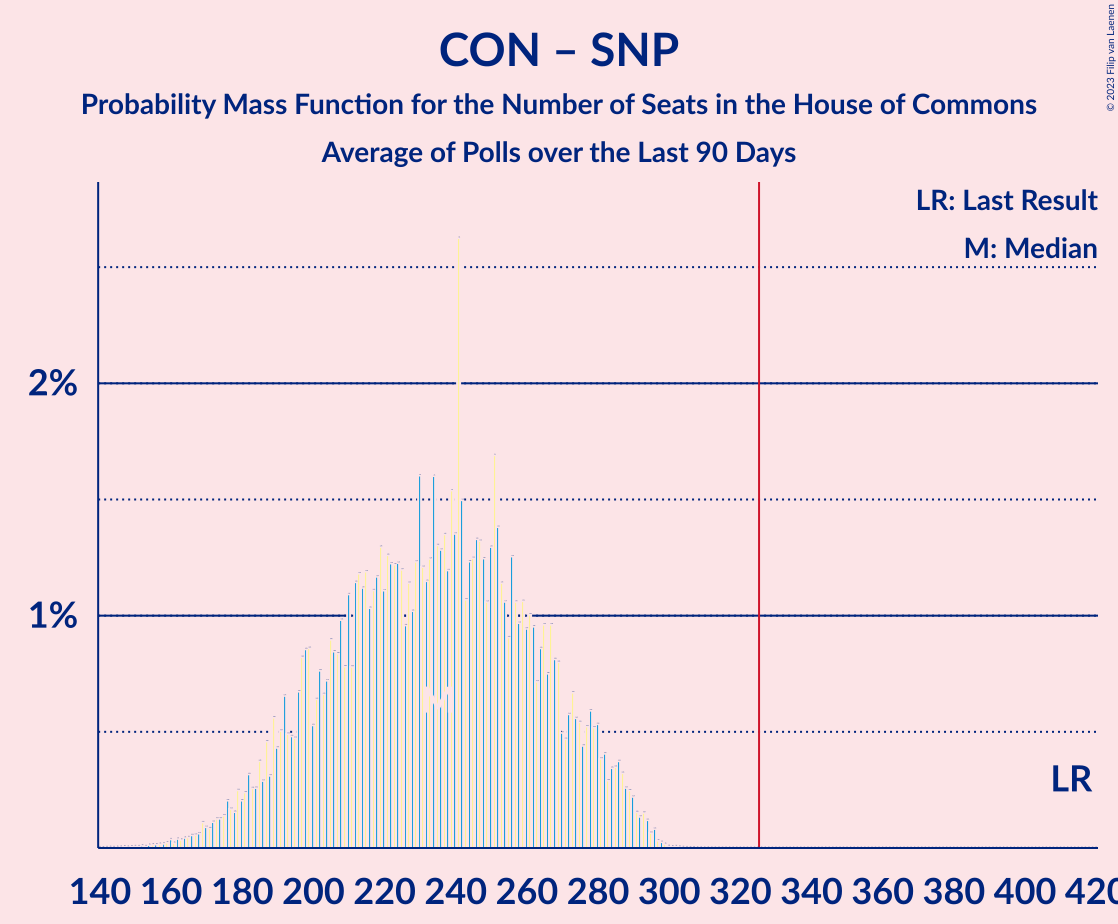 CON – SNP
Probability Mass Function for the Number of Seats in the House of Commons
Average of Polls over the Last 90 Days
© 2023 Filip van Laenen
LR: Last Result
M: Median
2%
1%
M
LR
140 160 180 200 220 240 260 280 300 320 340 360 380 400 420